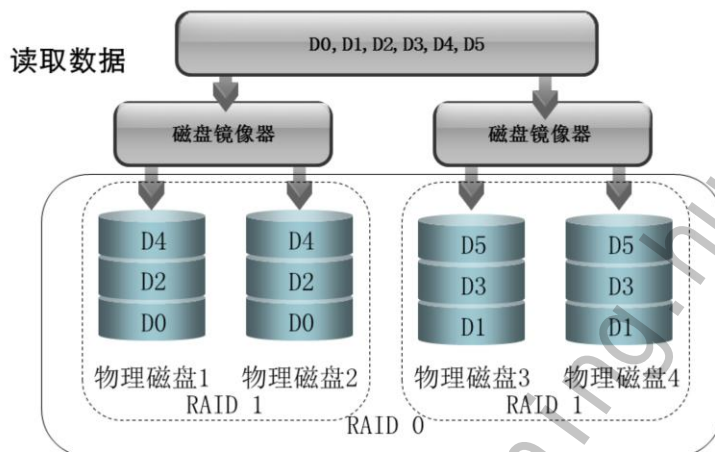 D0, D1, D2, D3, D4, D5
读取数据
磁盘镜像器 磁盘镜像器
D4 D4 D5 D5
D2 D2 D3 D3
D0 D0 D1 D1
物理磁盘1 物理磁盘2 物理磁盘3 物理磁盘4
RAID 1 RAID 1
RAID 0